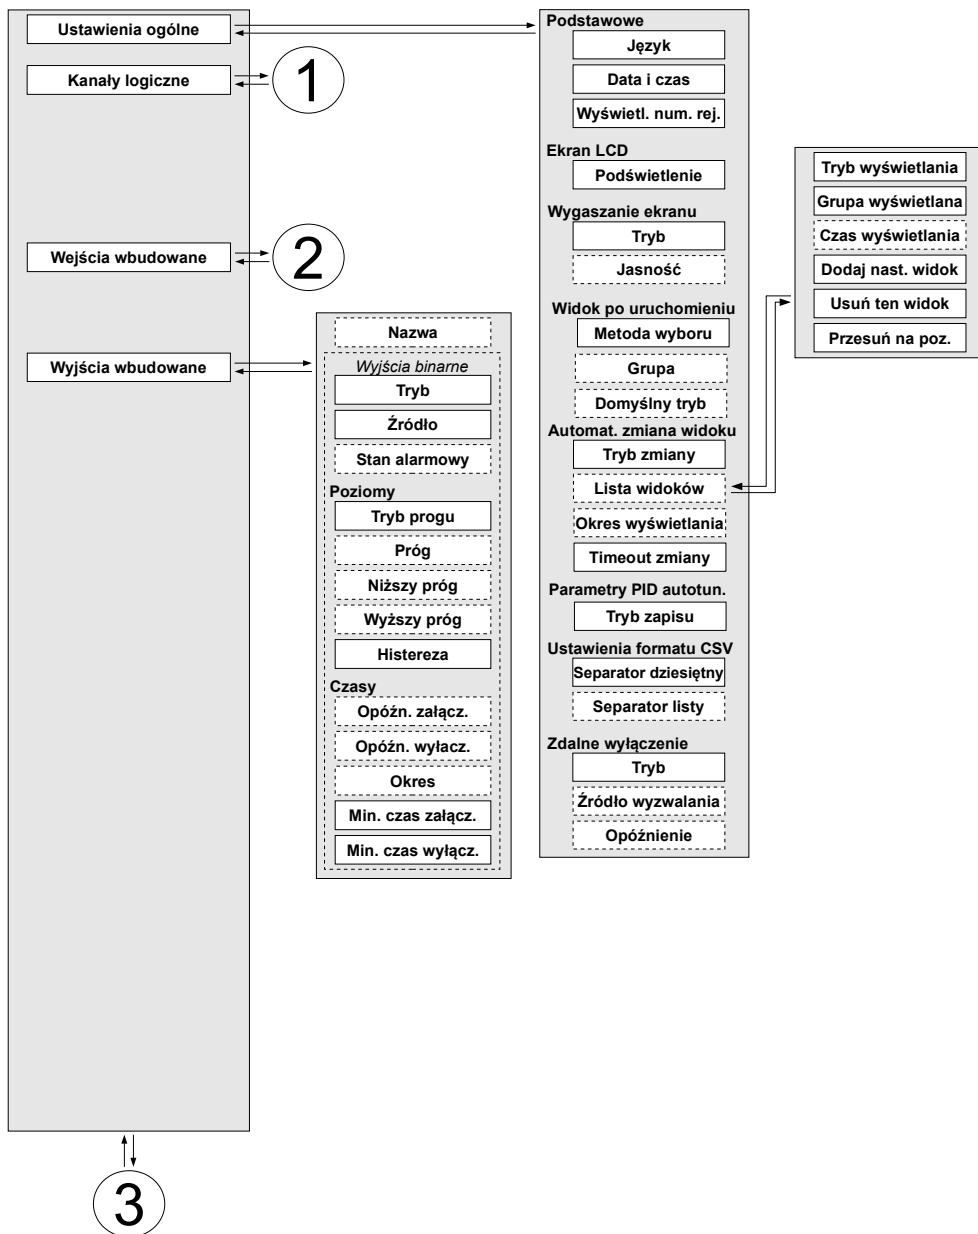 Ustawienia ogólne
Kanały logiczne
1
Wejścia wbudowane
2
Wyjścia wbudowane
3
Nazwa
Wyjścia binarne
Tryb
Źródło
Stan alarmowy
Poziomy
Tryb progu
Próg
Niższy próg
Wyższy próg
Histereza
Czasy
Opóźn. załącz.
Opóźn. wyłacz.
Okres
Min. czas załącz.
Min. czas wyłącz.
Podstawowe
Język
Data i czas
Wyświetl. num. rej.
Ekran LCD
Podświetlenie
Wygaszanie ekranu
Tryb
Jasność
Widok po uruchomieniu
Metoda wyboru
Grupa
Domyślny tryb
Automat. zmiana widoku
Tryb zmiany
Lista widoków
Okres wyświetlania
Timeout zmiany
Parametry PID autotun.
Tryb zapisu
Ustawienia formatu CSV
Separator dziesiętny
Separator listy
Zdalne wyłączenie
Tryb
Źródło wyzwalania
Opóźnienie
Tryb wyświetlania
Grupa wyświetlana
Czas wyświetlania
Dodaj nast. widok
Usuń ten widok
Przesuń na poz.